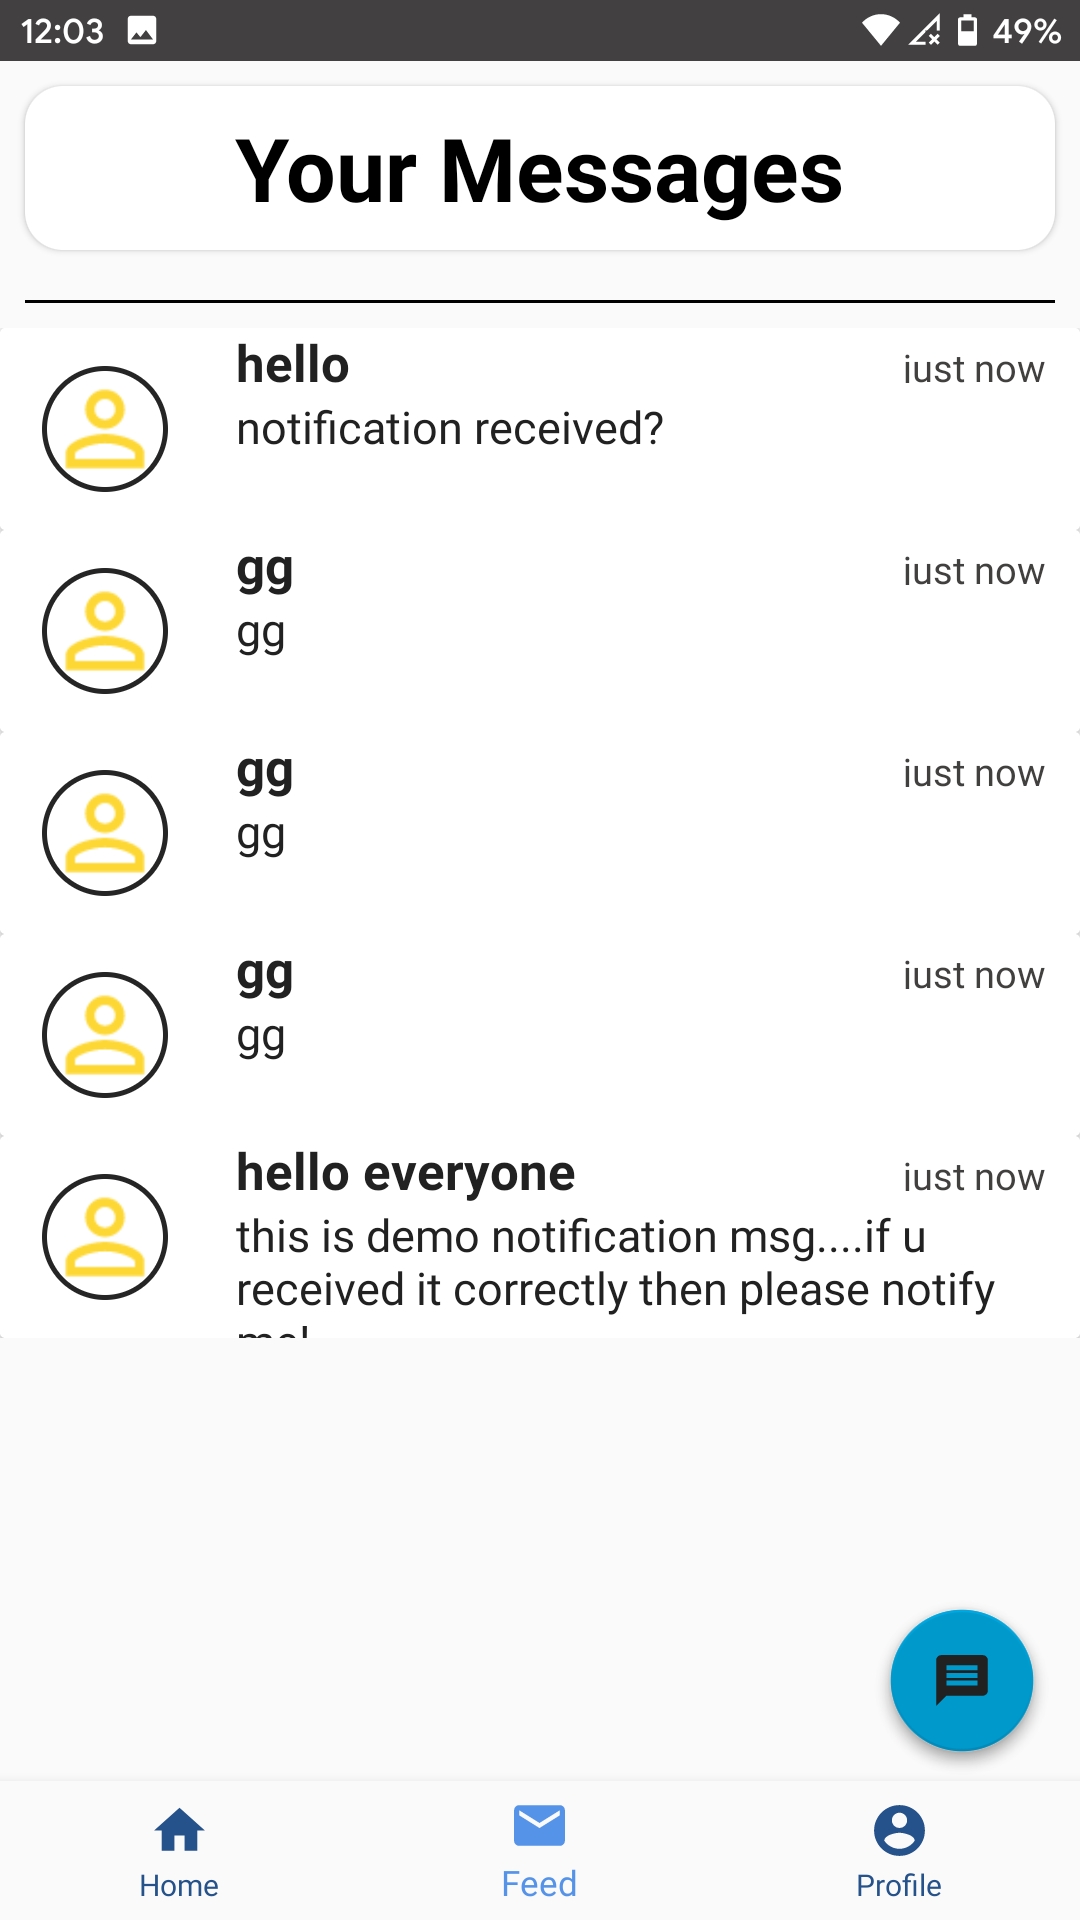 12:03 49%
Your Messages
hello just now
notification received?
gg just now
gg
gg just now
gg
gg just now
gg
hello everyone just now
this is demo notification msg....if u
received it correctly then please notify
Home Feed Profile